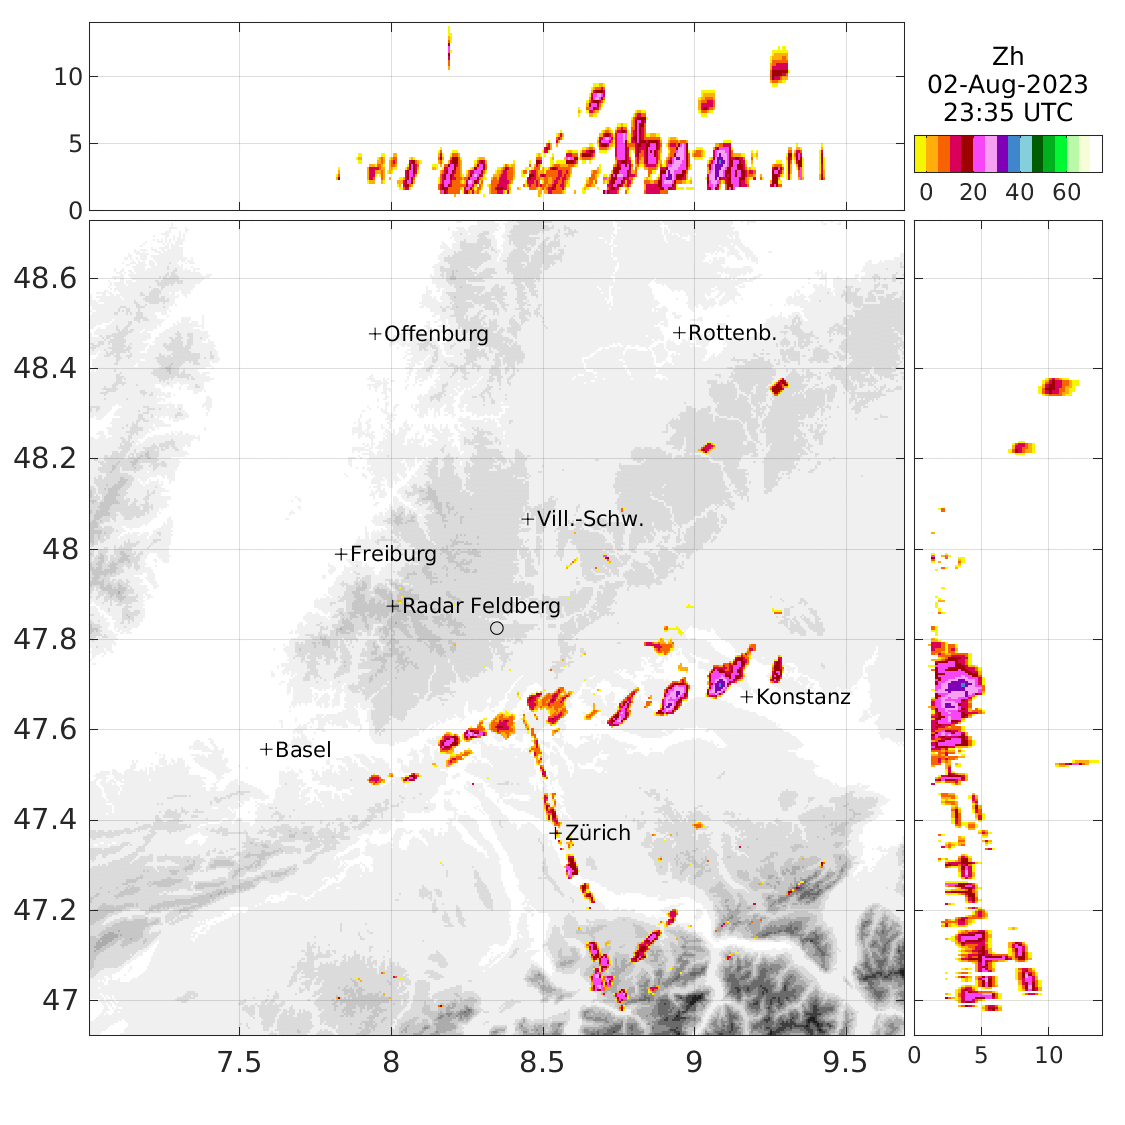 10
5
0
Zh
02-Aug-2023
23:35 UTC
0 20 40 60
48.6
48.4
48.2
48
47.8
47.6
47.4
47.2
47
Offenburg
Rottenb.
Vill.-Schw.
Freiburg
Radar Feldberg
Konstanz
Basel
Zürich
7.5 8 8.5 9 9.5
0 5 10